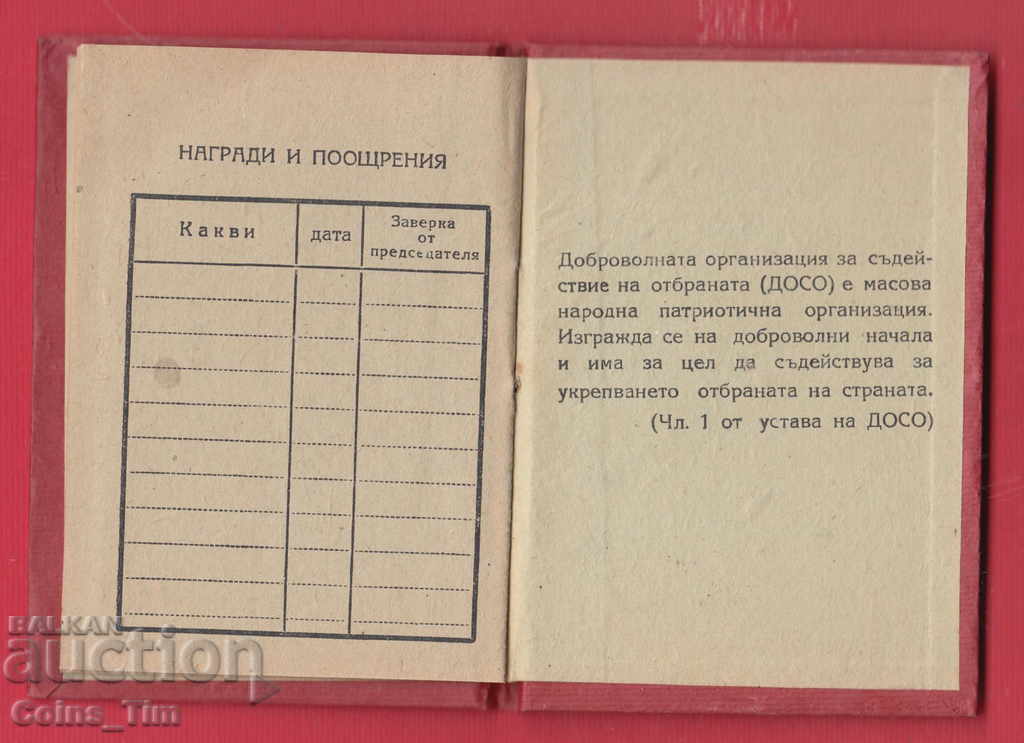 НАГРАДИ И ПООЩРЕНИЯ
Какви
дата
Заверка
от
председателя
Доброволната организация за съдей-
ствие на отбраната (ДОСО) е масова
народна патриотична организация.
Изгражда се на доброволни начала
и има за цел да съдействува за
укрепването отбраната на страната.
(Чл. 1 от устава на ДОСО)
BALKAN
auction
Coins_Tim